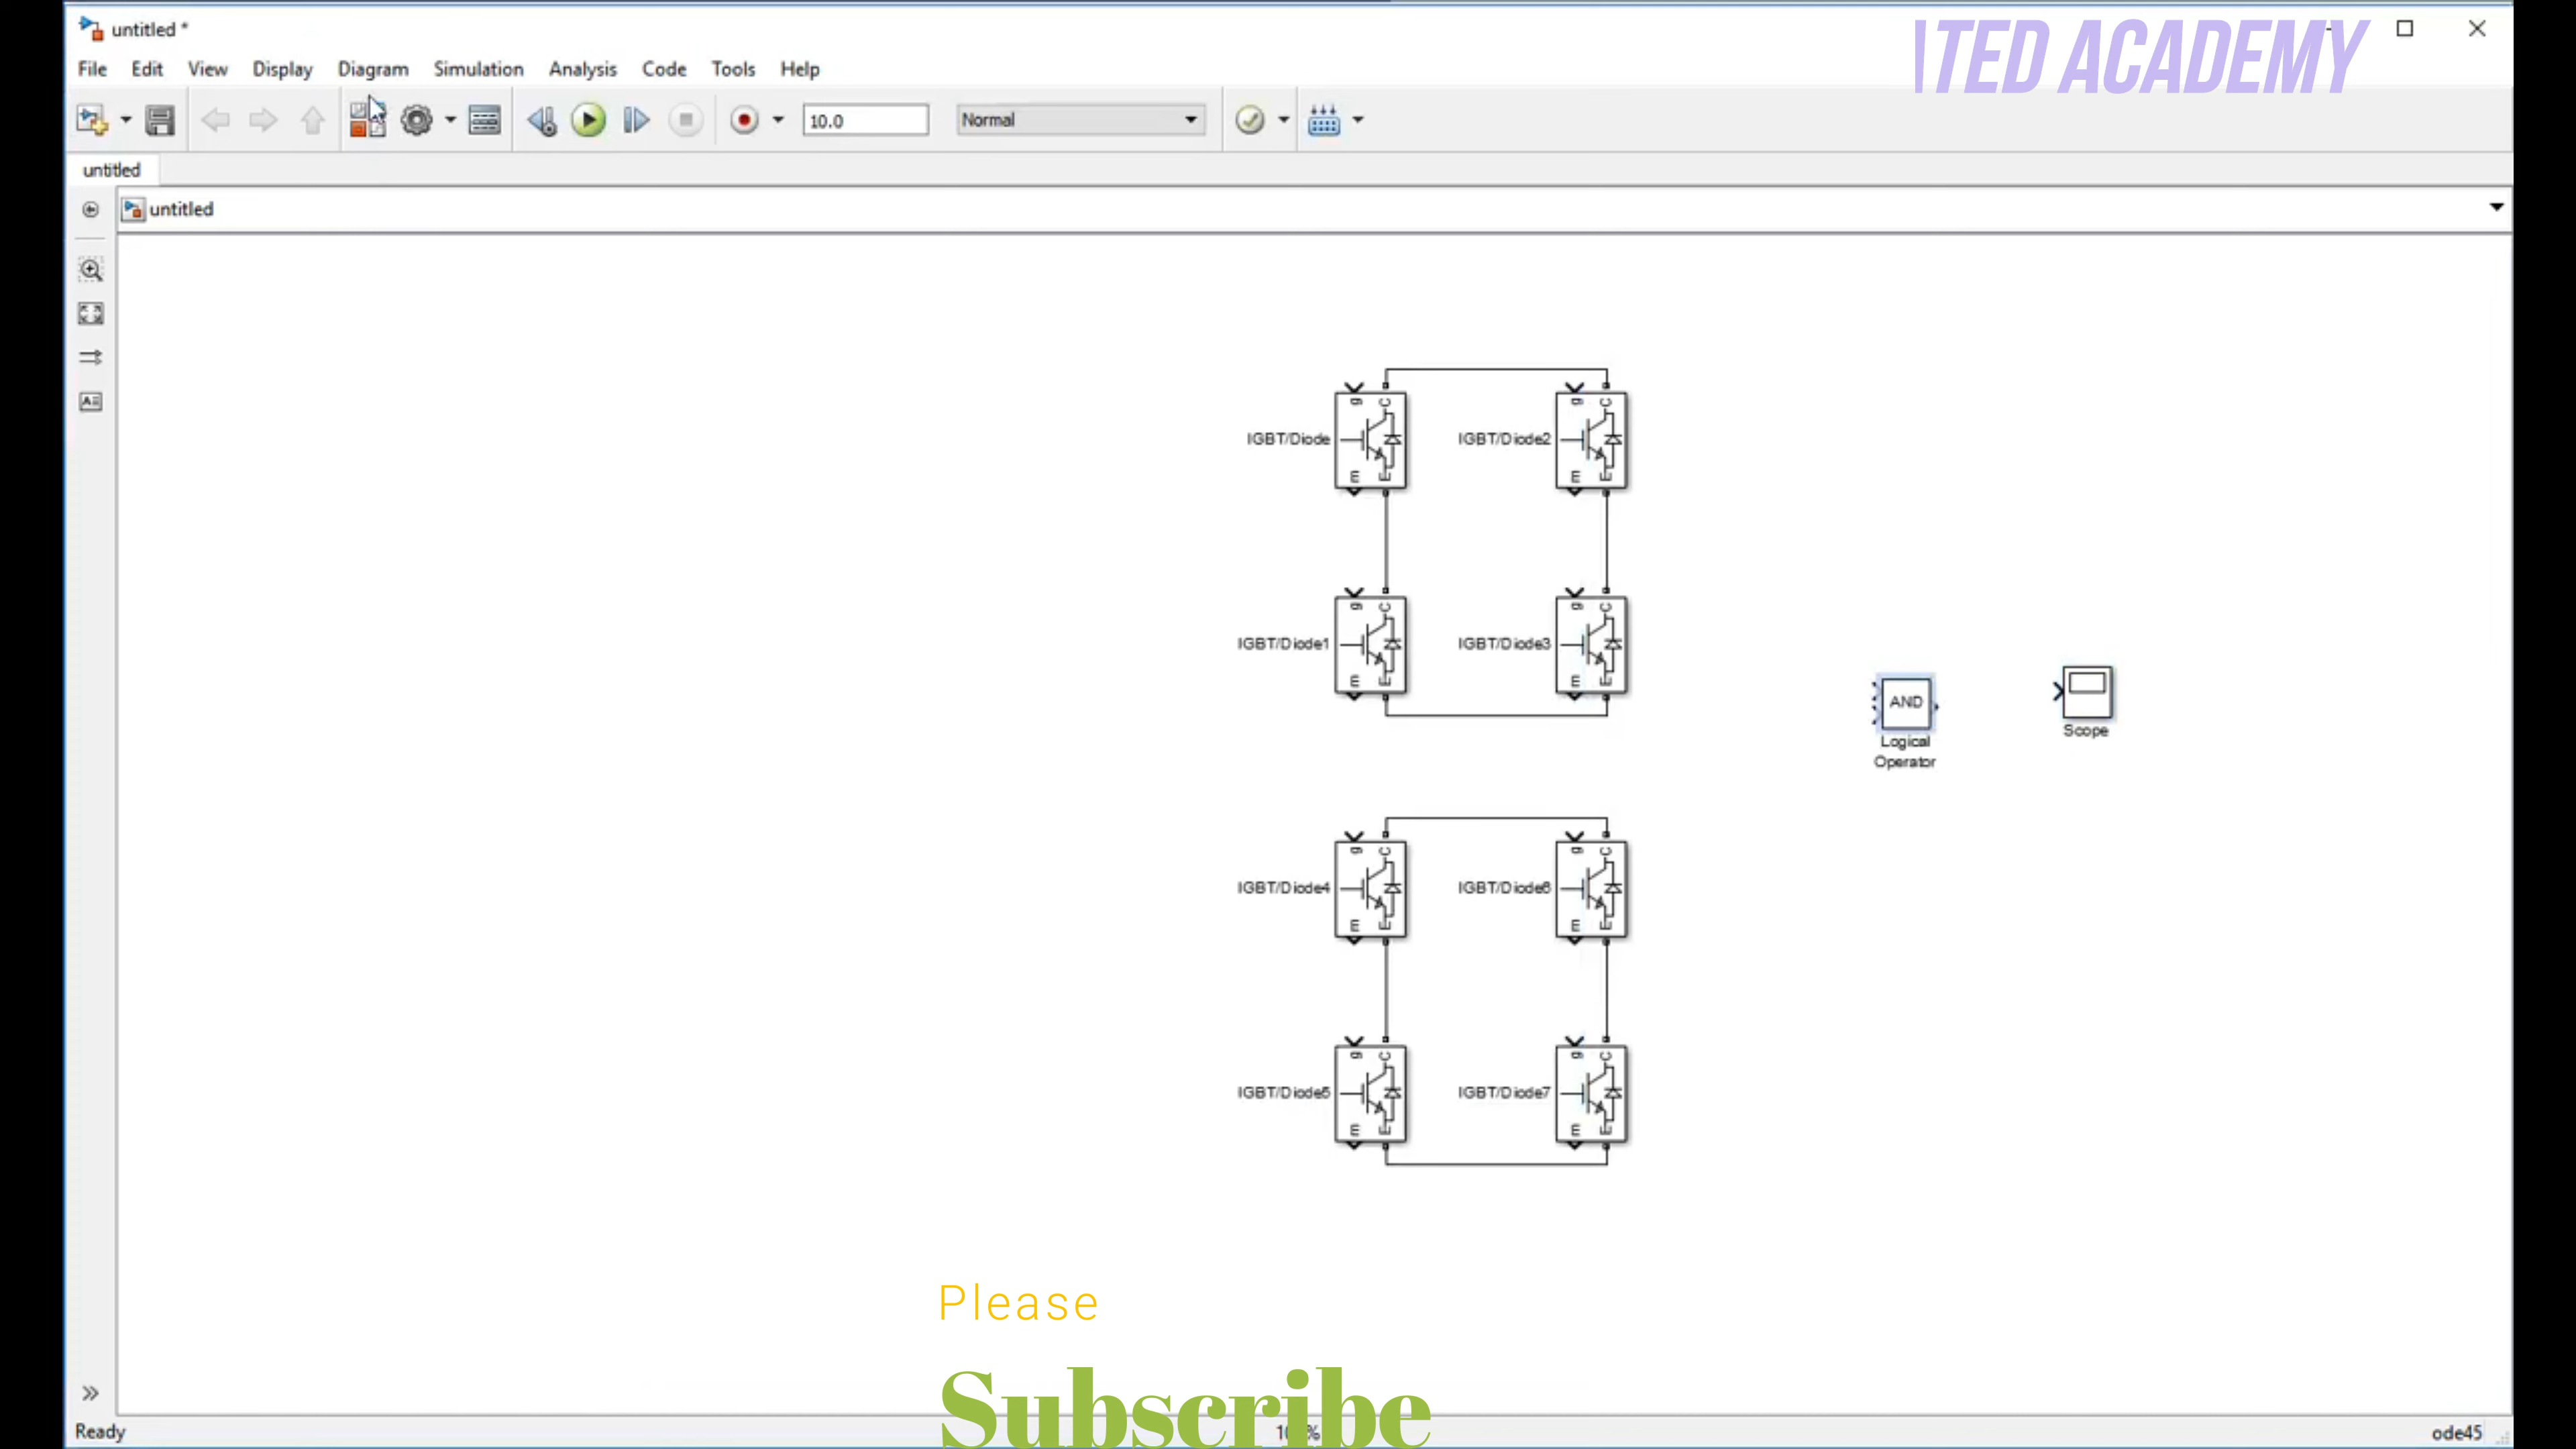 untitled *
TED ACADEMY
File Edit View Display Diagram Simulation Analysis Code Tools Help
10.0 Normal
untitled
untitled
g C
IGBT/Diode
m E
g C
IGBT/Diode2
m E
g C
IGBT/Diode1
m E
g C
IGBT/Diode3
m E
AND
Logical
Operator
Scope
g C
IGBT/Diode4
m E
g C
IGBT/Diode6
m E
g C
IGBT/Diode5
m E
g C
IGBT/Diode7
m E
Please
Subscribe
Ready
ode45